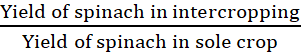 Yield of spinach in intercropping
Yield of spinach in sole crop